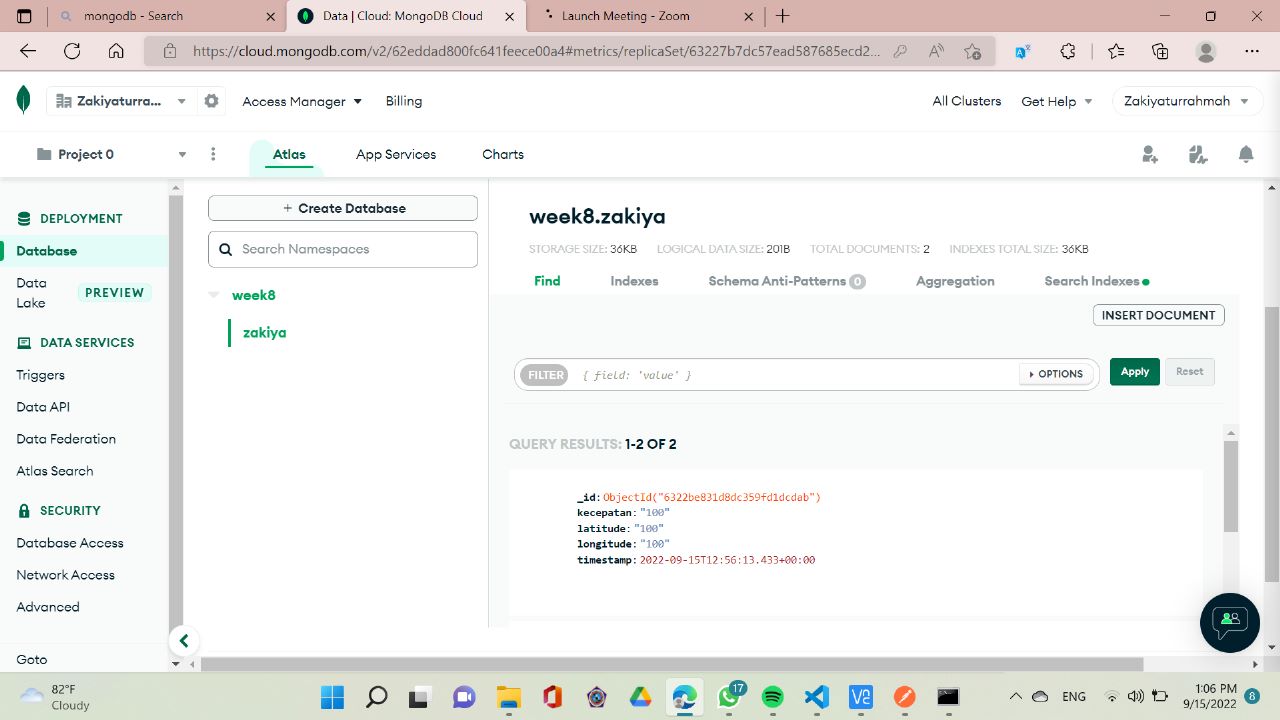 mongodb - Search
Data | Cloud: MongoDB Cloud
Launch Meeting - Zoom
https://cloud.mongodb.com/v2/62eddad800fc641feece00a4#metrics/replicaSet/63227b7dc57ead587685ecd2...
Zakiyaturra...
Access Manager
Billing
All Clusters
Get Help
Zakiyaturrahmah
Project 0
Atlas
App Services
Charts
DEPLOYMENT
Database
Data Lake
PREVIEW
DATA SERVICES
Triggers
Data API
Data Federation
Atlas Search
SECURITY
Database Access
Network Access
Advanced
Goto
+ Create Database
Search Namespaces
week8
zakiya
week8.zakiya
STORAGE SIZE: 36KB LOGICAL DATA SIZE: 201B TOTAL DOCUMENTS: 2 INDEXES TOTAL SIZE: 36KB
Find
Indexes
Schema Anti-Patterns 0
Aggregation
Search Indexes
INSERT DOCUMENT
FILTER { field: 'value' }
OPTIONS
Apply
Reset
QUERY RESULTS: 1-2 OF 2
_id: ObjectId("6322be831d8dc359fd1dcdab")
kecepatan: "100"
latitude: "100"
longitude: "100"
timestamp: 2022-09-15T12:56:13.433+00:00
82°F
Cloudy
17
ENG
1:06 PM
9/15/2022
8